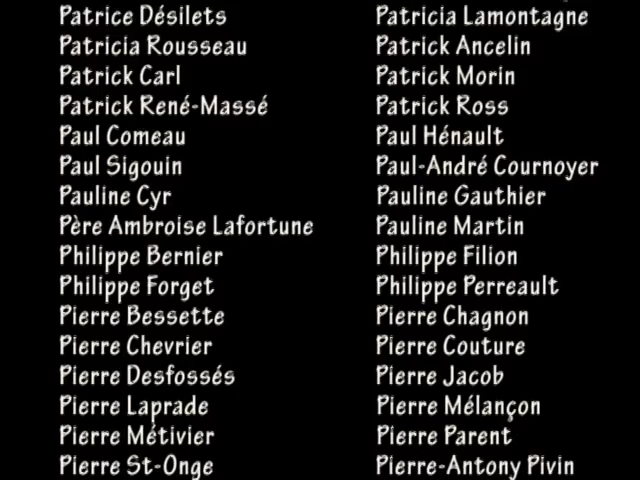 Patrice Désilets Patricia Lamontagne
Patricia Rousseau Patrick Ancelin
Patrick Carl Patrick Morin
Patrick René-Massé Patrick Ross
Paul Comeau Paul Hénault
Paul Sigouin Paul-André Cournoyer
Pauline Cyr Pauline Gauthier
Père Ambroise Lafortune Pauline Martin
Philippe Bernier Philippe Filion
Philippe Forget Philippe Perreault
Pierre Bessette Pierre Chagnon
Pierre Chevrier Pierre Couture
Pierre Desfossés Pierre Jacob
Pierre Laprade Pierre Mélançon
Pierre Métivier Pierre Parent
Pierre St-Onge Pierre-Antony Pivin